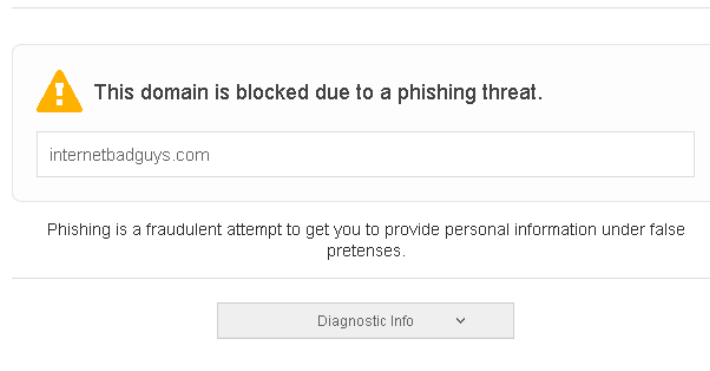 This domain is blocked due to a phishing threat.
internetbadguys.com
Phishing is a fraudulent attempt to get you to provide personal information under false
pretenses.
Diagnostic Info